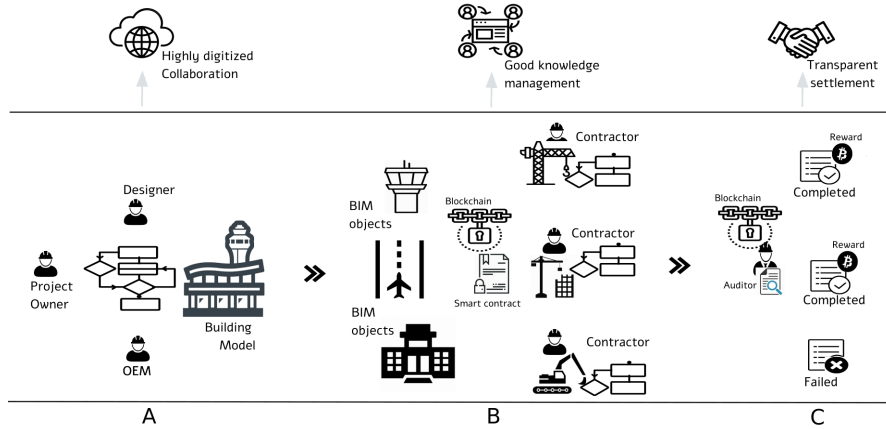 Highly digitized
Collaboration
Good knowledge
management
Transparent
settlement
Designer
Project
Owner
OEM
Building
Model
BIM
objects
BIM
objects
Blockchain
Smart contract
Contractor
Contractor
Contractor
Blockchain
Auditor
Reward
Completed
Reward
Completed
Failed
A
B
C